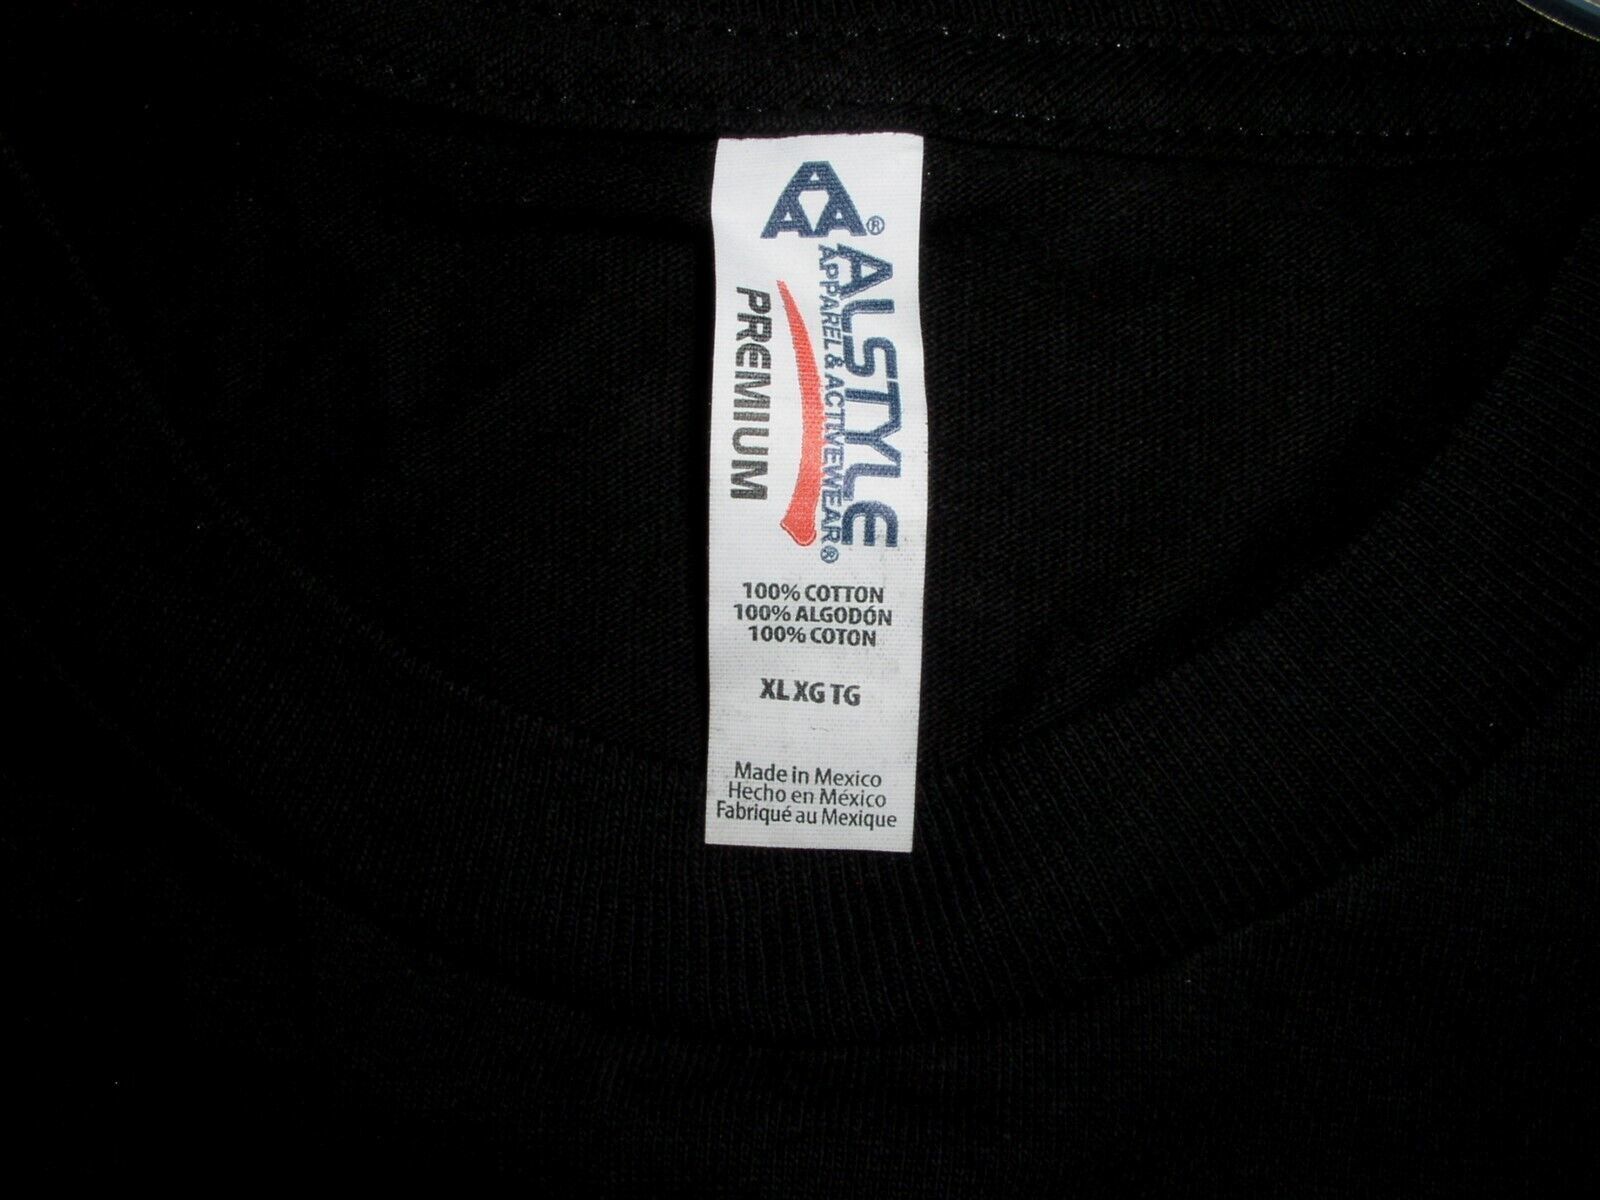 AAA®
ALSTYLE
APPAREL & ACTIVEWEAR®
PREMIUM
100% COTTON
100% ALGODÓN
100% COTON
XL XG TG
Made in Mexico
Hecho en México
Fabriqué au Mexique